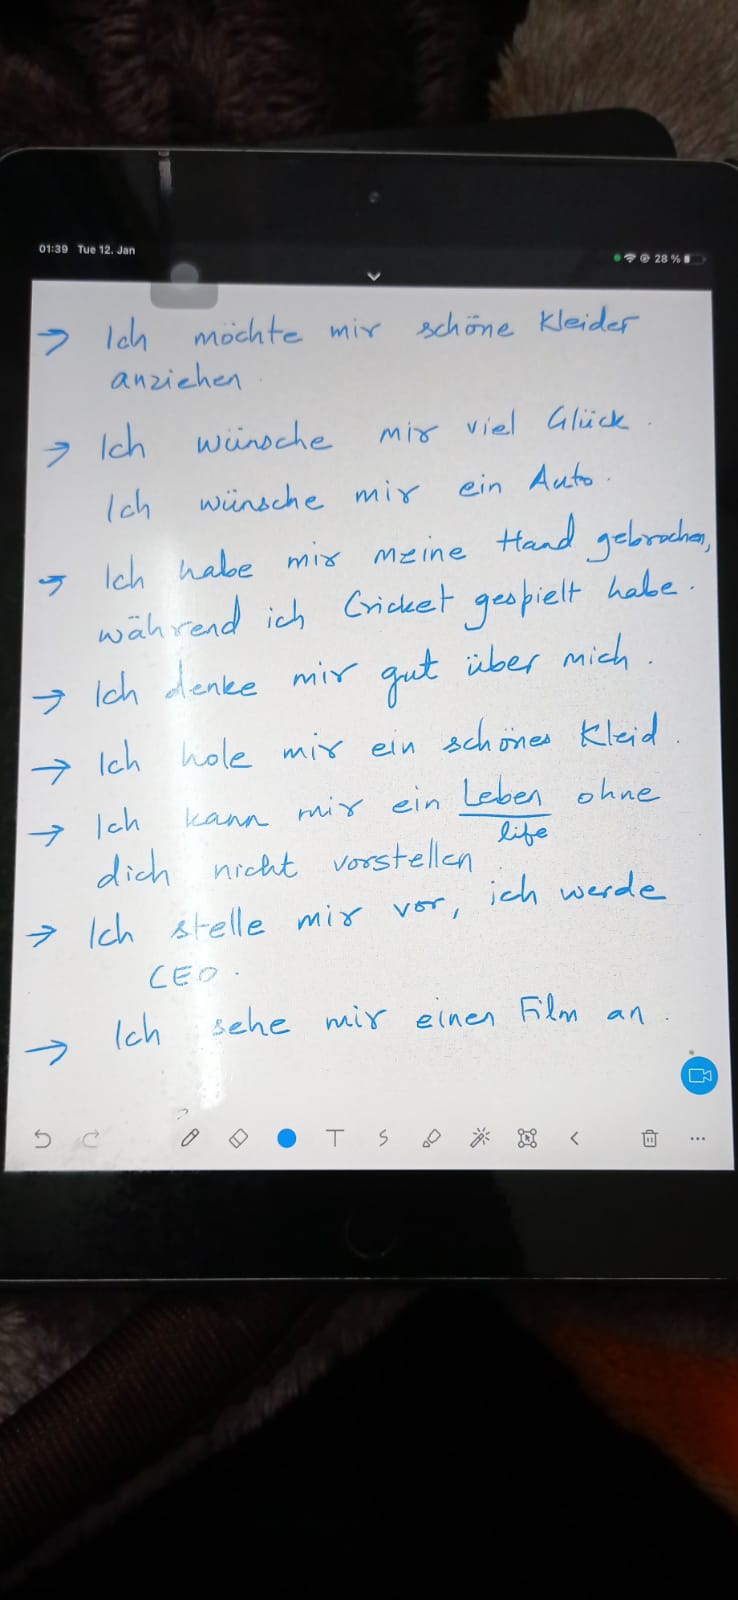 01:39 Tue 12. Jan
28 %
→ Ich möchte mir schöne Kleider
anziehen.
→ Ich wünsche mir viel Glück.
Ich wünsche mir ein Auto.
→ Ich habe mir meine Hand gebrochen,
während ich Cricket gespielt habe.
→ Ich denke mir gut über mich.
→ Ich hole mir ein schönes Kleid.
→ Ich kann mir ein Leben ohne
life
dich nicht vorstellen
→ Ich stelle mir vor, ich werde
CEO.
→ Ich sehe mir einen Film an.